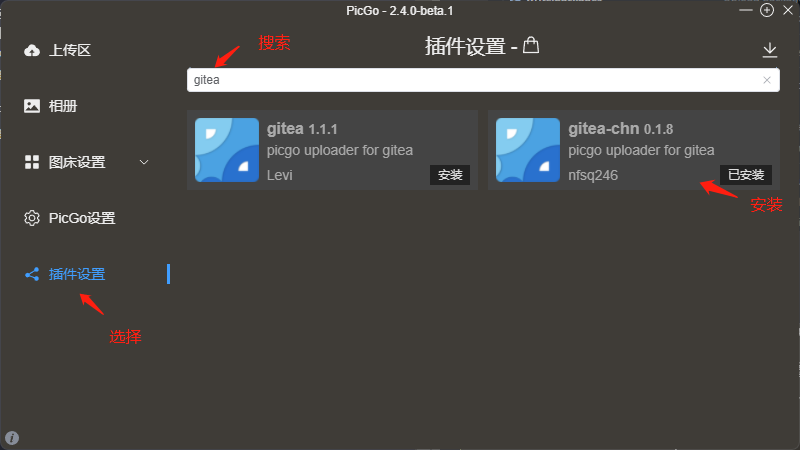 PicGo - 2.4.0-beta.1
上传区
相册
图床设置
PicGo设置
插件设置
选择
搜索
插件设置 -
gitea
gitea 1.1.1
picgo uploader for gitea
Levi
安装
gitea-chn 0.1.8
picgo uploader for gitea
nfsq246
已安装
安装